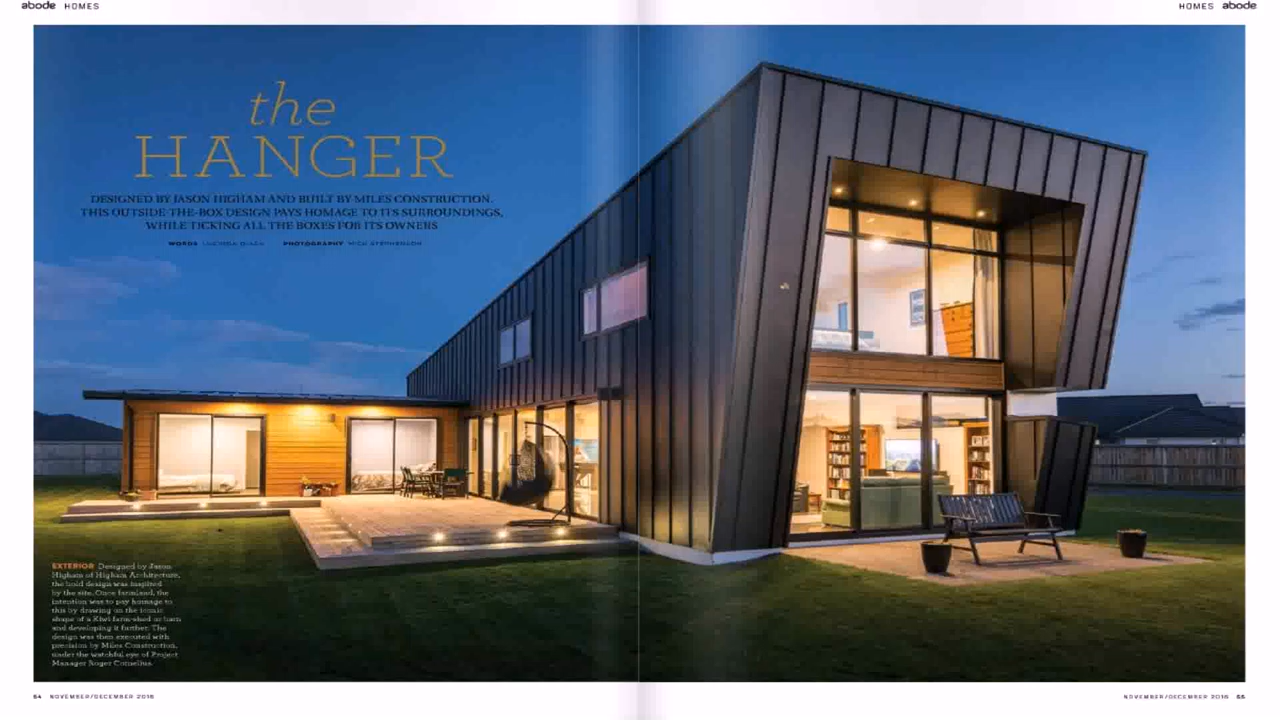 abode HOMES
HOMES abode
the
HANGER
DESIGNED BY JASON HIGHAM AND BUILT BY MILES CONSTRUCTION.
THIS OUTSIDE-THE-BOX DESIGN PAYS HOMAGE TO ITS SURROUNDINGS,
WHILE TICKING ALL THE BOXES FOR ITS OWNERS
WORDS PHOTOGRAPHY
EXTERIOR Designed by Jason
Higham of Higham Architecture,
the bold design was inspired
by the site. Once farmland, the
intention was to pay homage to
this by drawing on the iconic
shape of a Kiwi farm shed or barn
and developing it further. The
design was then executed with
precision by Miles Construction,
under the watchful eye of Project
Manager Roger Cornelius.
64 NOVEMBER/DECEMBER 2016
NOVEMBER/DECEMBER 2016 65